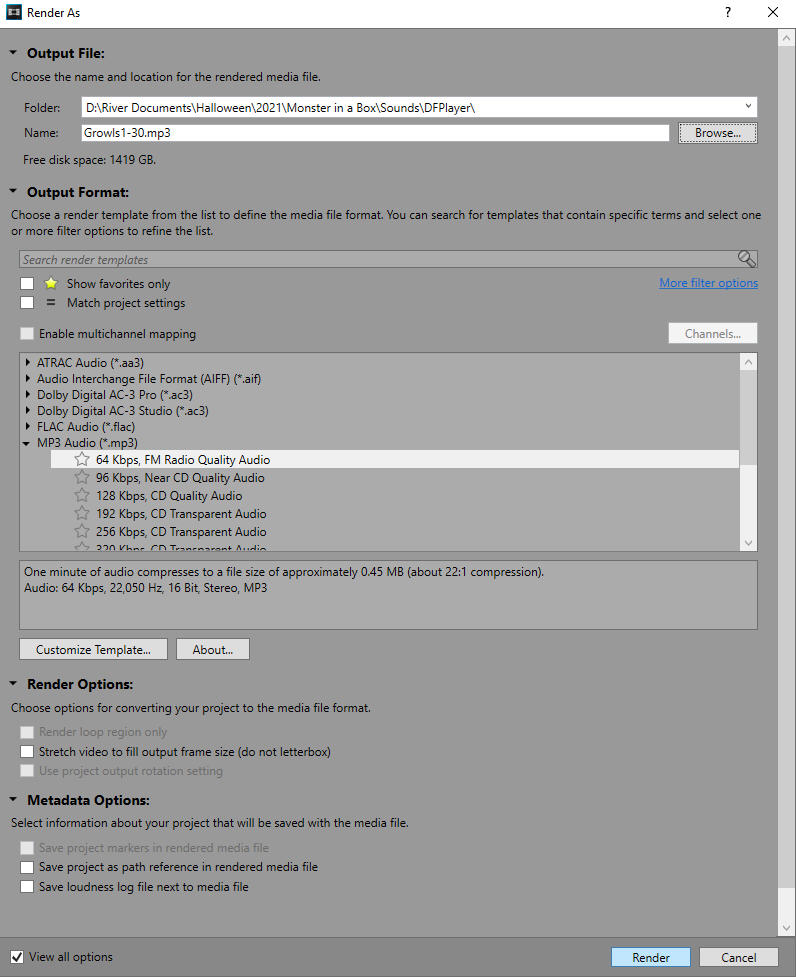 Render As
?
Output File:
Choose the name and location for the rendered media file.
Folder:
D:\River Documents\Halloween\2021\Monster in a Box\Sounds\DFPlayer\
Name:
Growls1-30.mp3
Browse...
Free disk space: 1419 GB.
Output Format:
Choose a render template from the list to define the media file format. You can search for templates that contain specific terms and select one
or more filter options to refine the list.
Search render templates
Show favorites only
More filter options
= Match project settings
Enable multichannel mapping
Channels...
ATRAC Audio (*.aa3)
Audio Interchange File Format (AIFF) (*.aif)
Dolby Digital AC-3 Pro (*.ac3)
Dolby Digital AC-3 Studio (*.ac3)
FLAC Audio (*.flac)
MP3 Audio (*.mp3)
64 Kbps, FM Radio Quality Audio
96 Kbps, Near CD Quality Audio
128 Kbps, CD Quality Audio
192 Kbps, CD Transparent Audio
256 Kbps, CD Transparent Audio
320 Kbps, CD Transparent Audio
One minute of audio compresses to a file size of approximately 0.45 MB (about 22:1 compression).
Audio: 64 Kbps, 22,050 Hz, 16 Bit, Stereo, MP3
Customize Template...
About...
Render Options:
Choose options for converting your project to the media file format.
Render loop region only
Stretch video to fill output frame size (do not letterbox)
Use project output rotation setting
Metadata Options:
Select information about your project that will be saved with the media file.
Save project markers in rendered media file
Save project as path reference in rendered media file
Save loudness log file next to media file
View all options
Render
Cancel